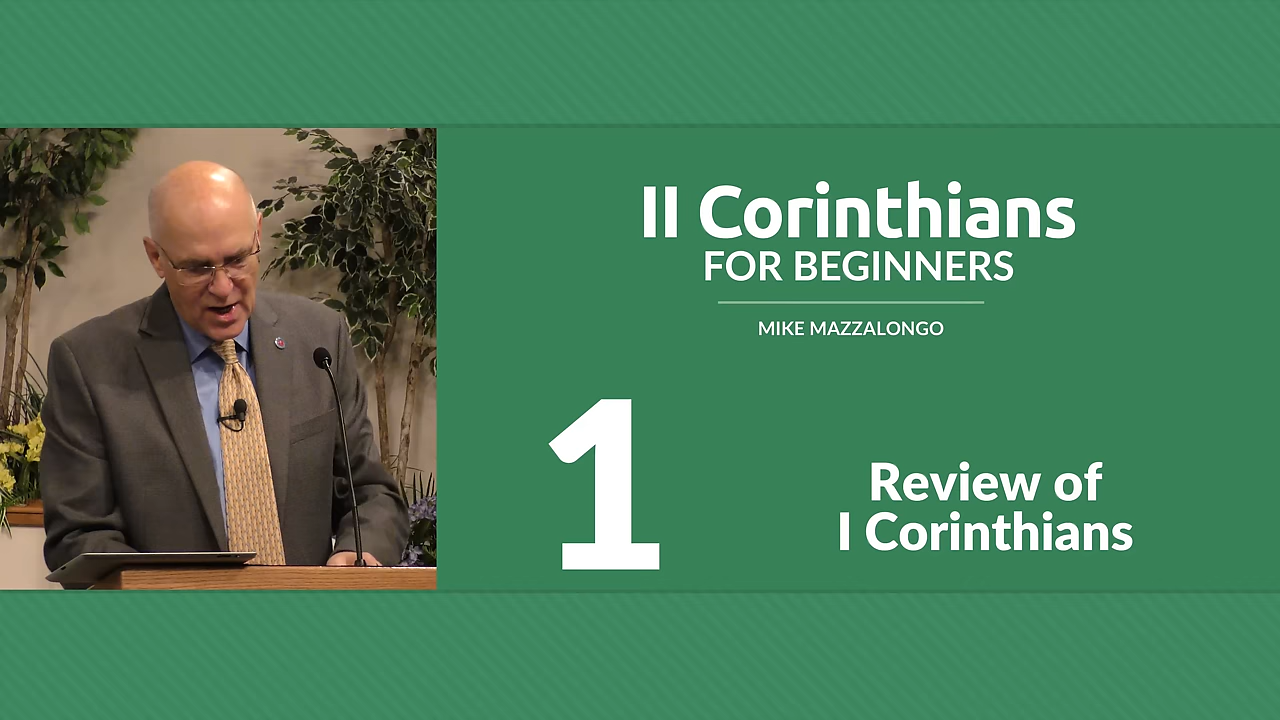 II Corinthians
FOR BEGINNERS
MIKE MAZZALONGO
1
Review of
I Corinthians